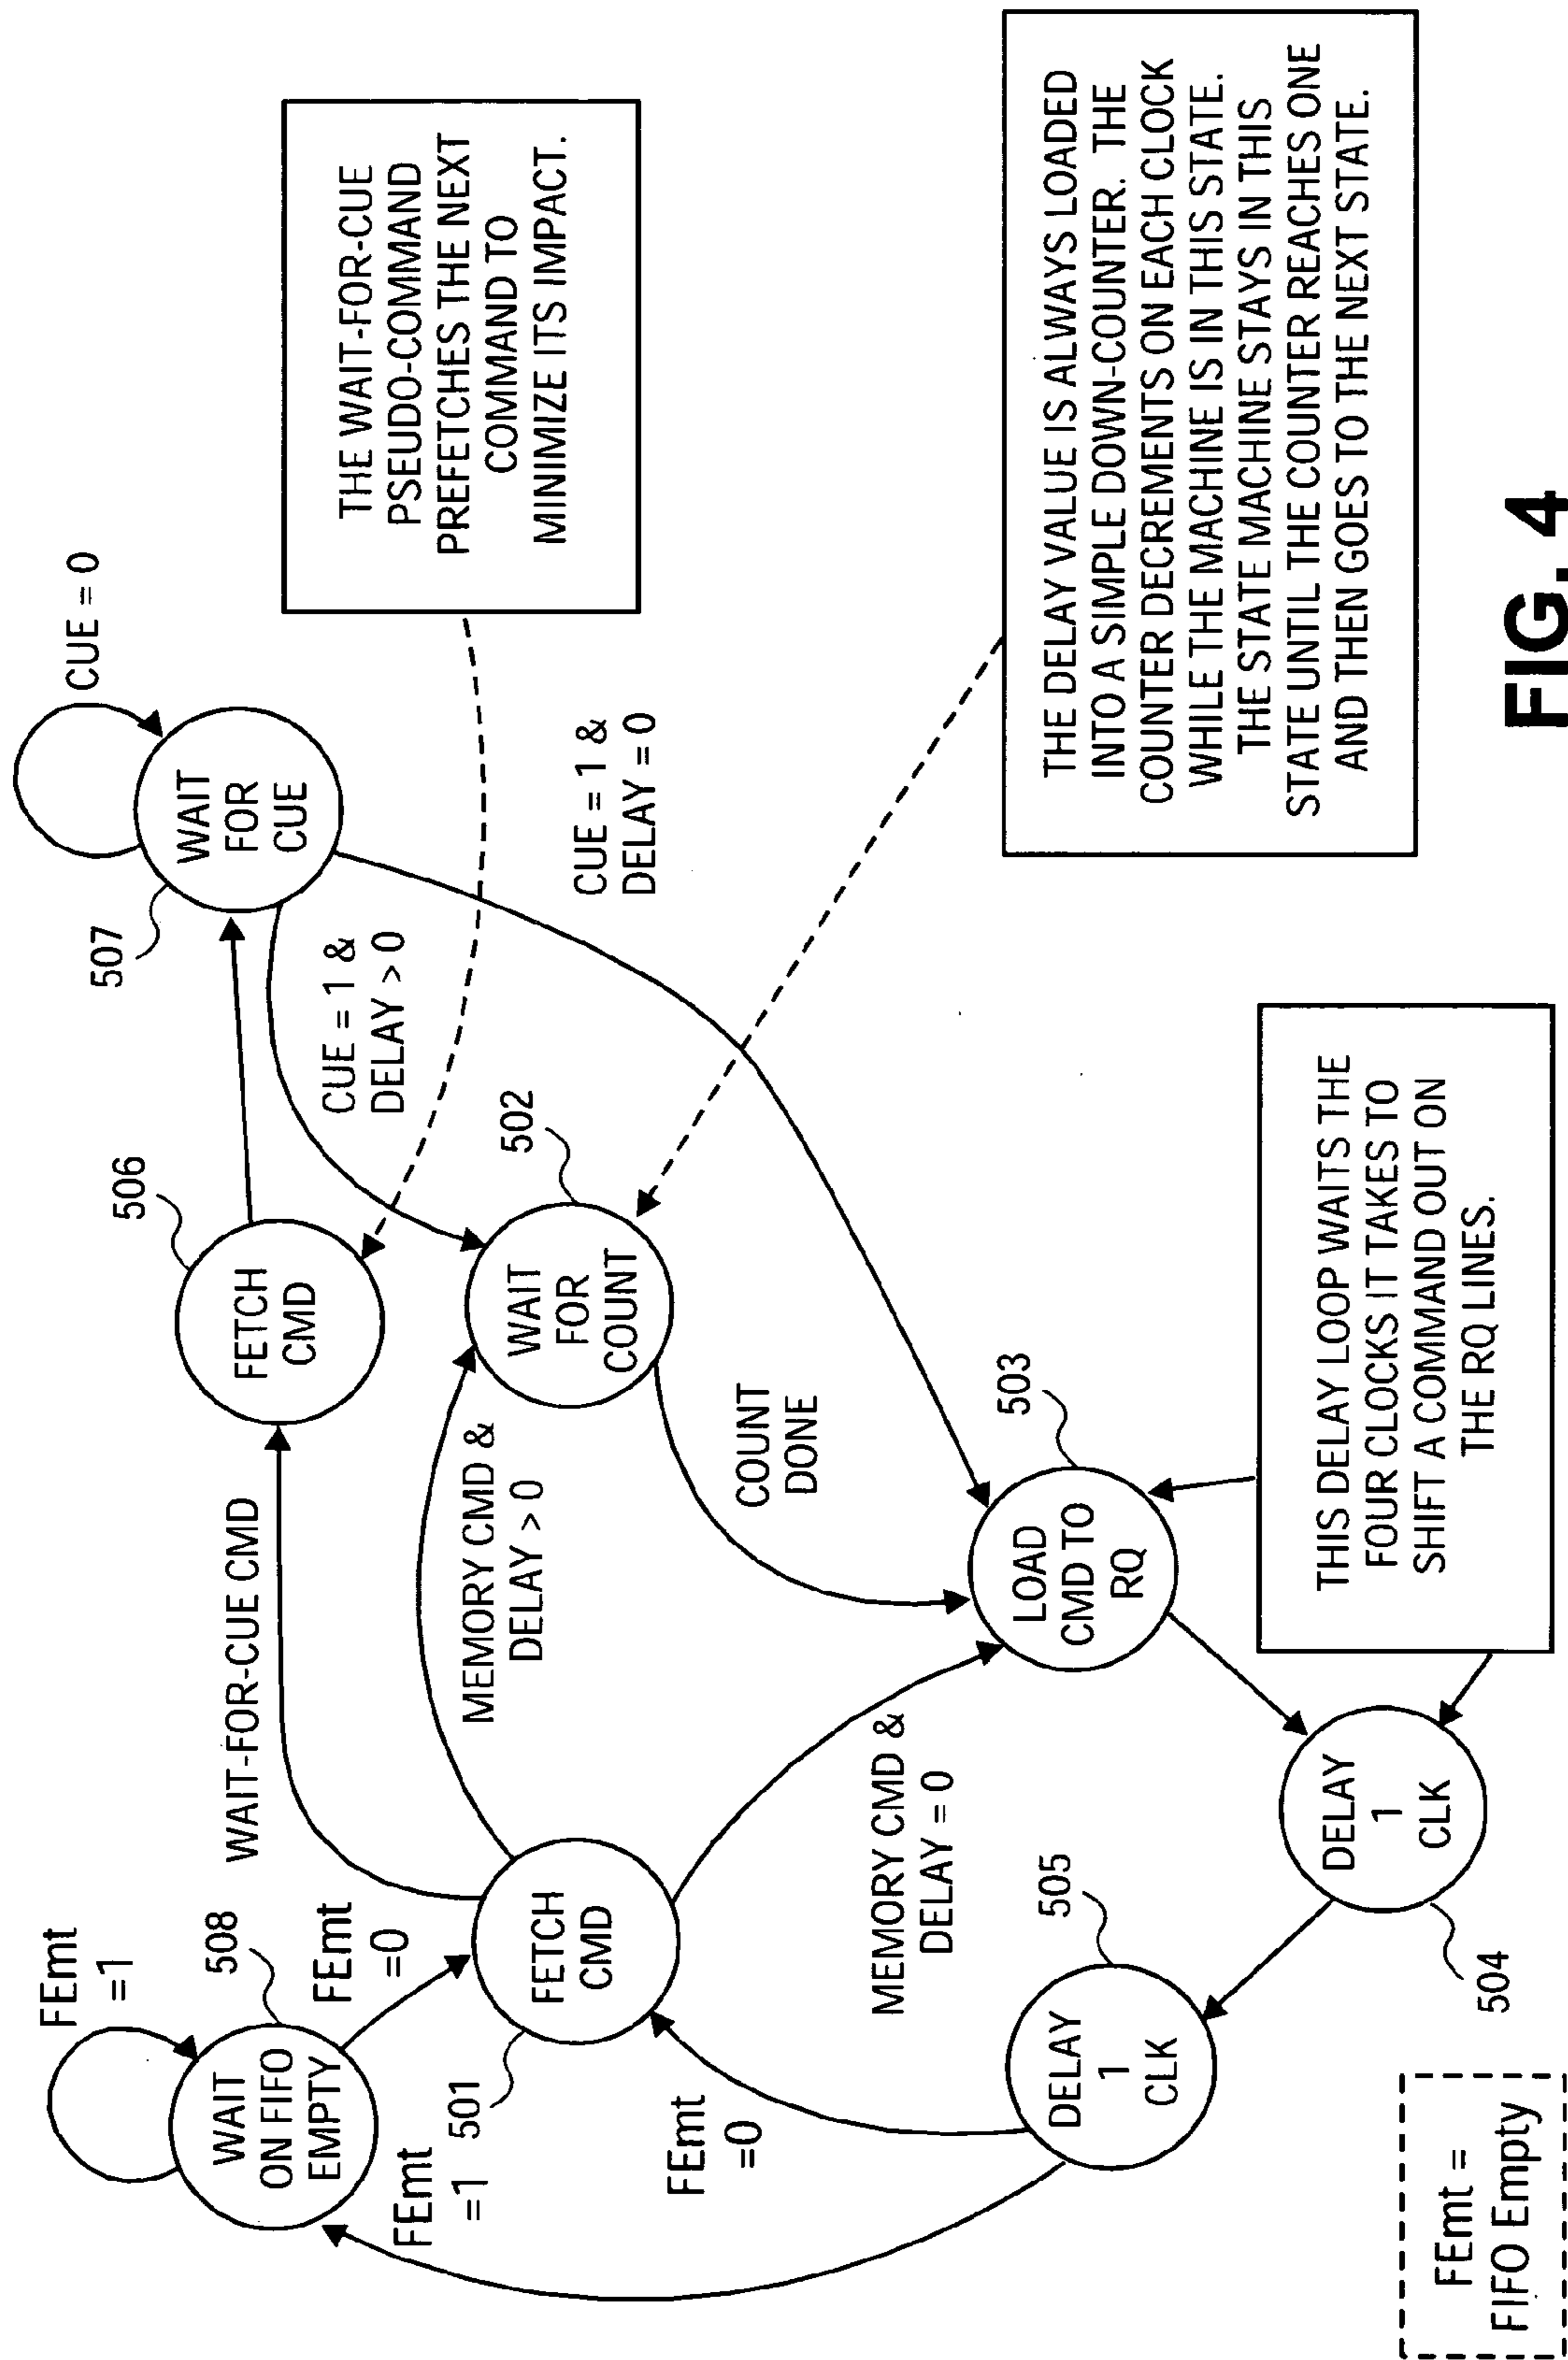 FEmt
=1
WAIT
ON FIFO
EMPTY
508
FEmt
=0
WAIT-FOR-CUE CMD
FETCH
CMD
506
507
WAIT
FOR
CUE
CUE = 0
THE WAIT-FOR-CUE
PSEUDO-COMMAND
PREFETCHES THE NEXT
COMMAND TO
MINIMIZE ITS IMPACT.
CUE = 1 &
DELAY > 0
CUE = 1 &
DELAY = 0
FEmt
=1
501
FETCH
CMD
MEMORY CMD &
DELAY > 0
WAIT
FOR
COUNT
502
COUNT
DONE
FEmt
=0
MEMORY CMD &
DELAY = 0
LOAD
CMD TO
RQ
503
THE DELAY VALUE IS ALWAYS LOADED
INTO A SIMPLE DOWN-COUNTER. THE
COUNTER DECREMENTS ON EACH CLOCK
WHILE THE MACHINE IS IN THIS STATE.
THE STATE MACHINE STAYS IN THIS
STATE UNTIL THE COUNTER REACHES ONE
AND THEN GOES TO THE NEXT STATE.
DELAY
1
CLK
505
DELAY
1
CLK
504
THIS DELAY LOOP WAITS THE
FOUR CLOCKS IT TAKES TO
SHIFT A COMMAND OUT ON
THE RQ LINES.
FEmt =
FIFO Empty
FIG. 4